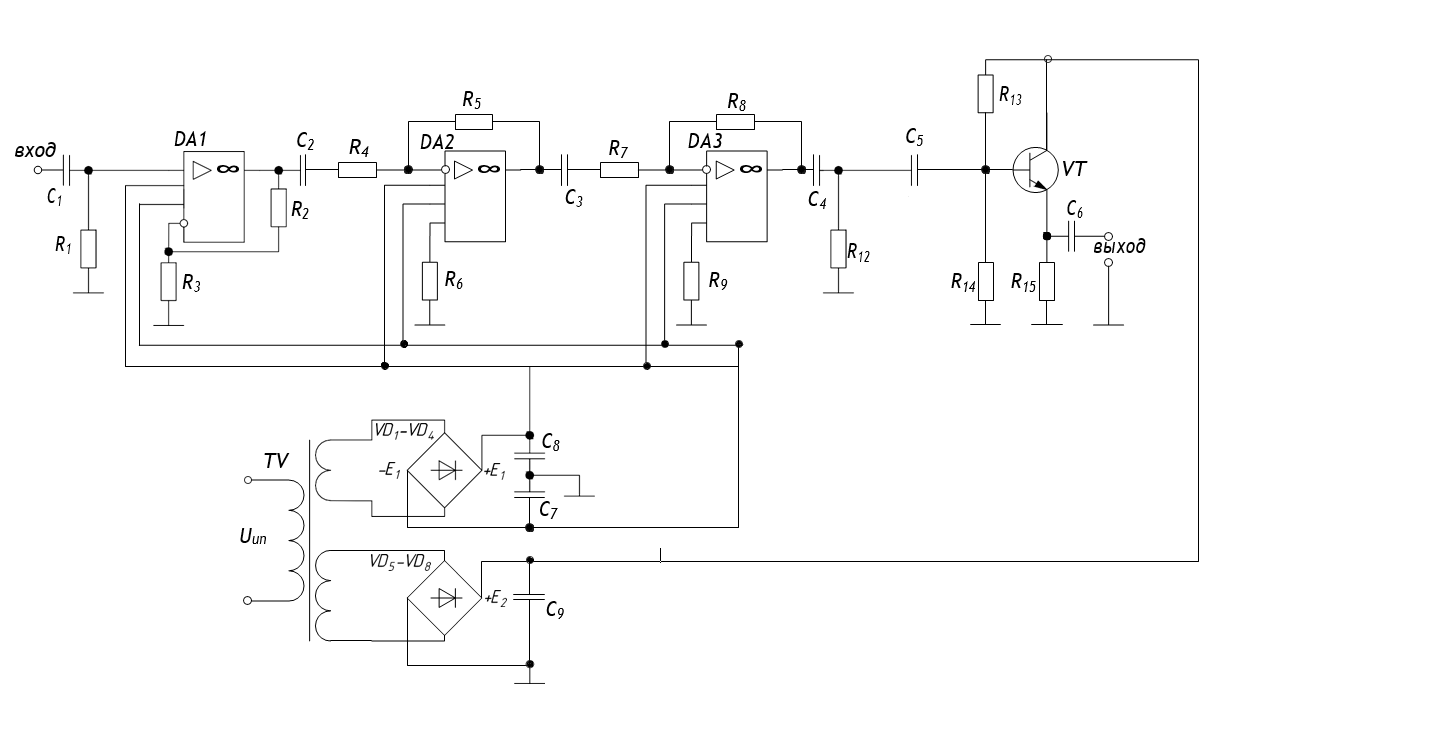 вход
C1
R1
DA1
∞
R3
C2
R2
R4
R5
DA2
∞
R6
C3
R7
R8
DA3
∞
R9
C4
R12
C5
R13
VT
R14
R15
C6
выход
TV
Uип
VD1-VD4
-E1
+E1
C8
C7
VD5-VD8
+E2
C9